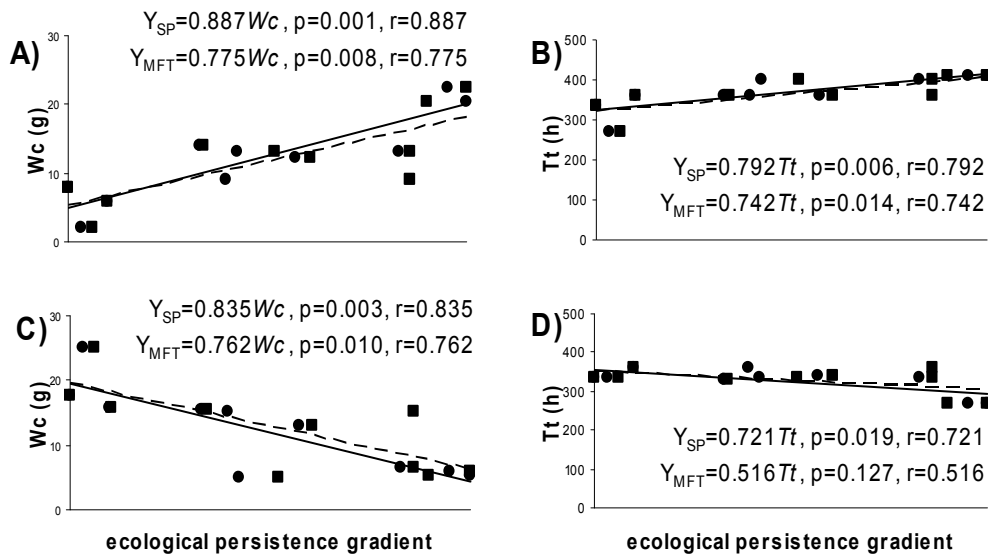 A)
Y_SP=0.887Wc, p=0.001, r=0.887
Y_MFT=0.775Wc, p=0.008, r=0.775
Wc (g)
30
20
10
0
B)
Tt (h)
500
400
300
200
100
0
Y_SP=0.792Tt, p=0.006, r=0.792
Y_MFT=0.742Tt, p=0.014, r=0.742
C)
Y_SP=0.835Wc, p=0.003, r=0.835
Y_MFT=0.762Wc, p=0.010, r=0.762
Wc (g)
30
20
10
0
ecological persistence gradient
D)
Tt (h)
500
400
300
200
100
0
Y_SP=0.721Tt, p=0.019, r=0.721
Y_MFT=0.516Tt, p=0.127, r=0.516
ecological persistence gradient